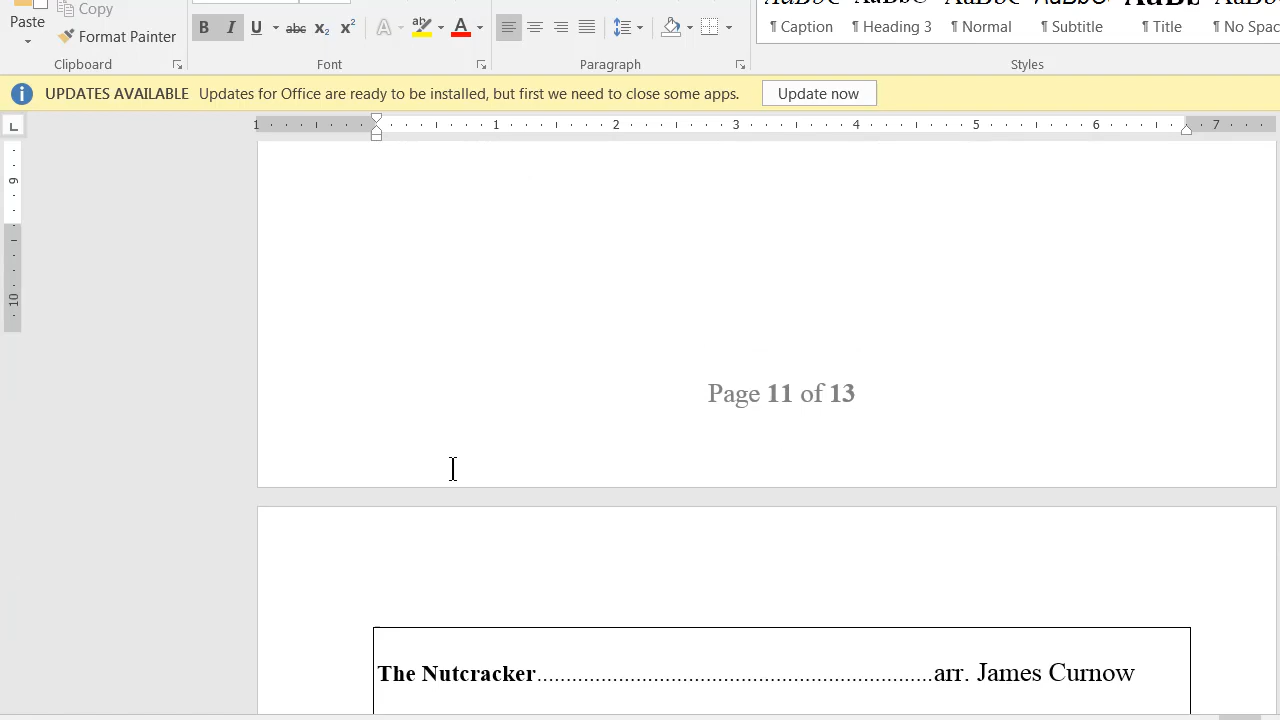 Paste
Copy
Format Painter
Clipboard
B I U abc X₂ X² A ab A
Font
Paragraph
¶ Caption ¶ Heading 3 ¶ Normal ¶ Subtitle ¶ Title ¶ No Spac
Styles
UPDATES AVAILABLE Updates for Office are ready to be installed, but first we need to close some apps. Update now
1 1 2 3 4 5 6 7
9
10
Page 11 of 13
The Nutcracker....................................................................arr. James Curnow